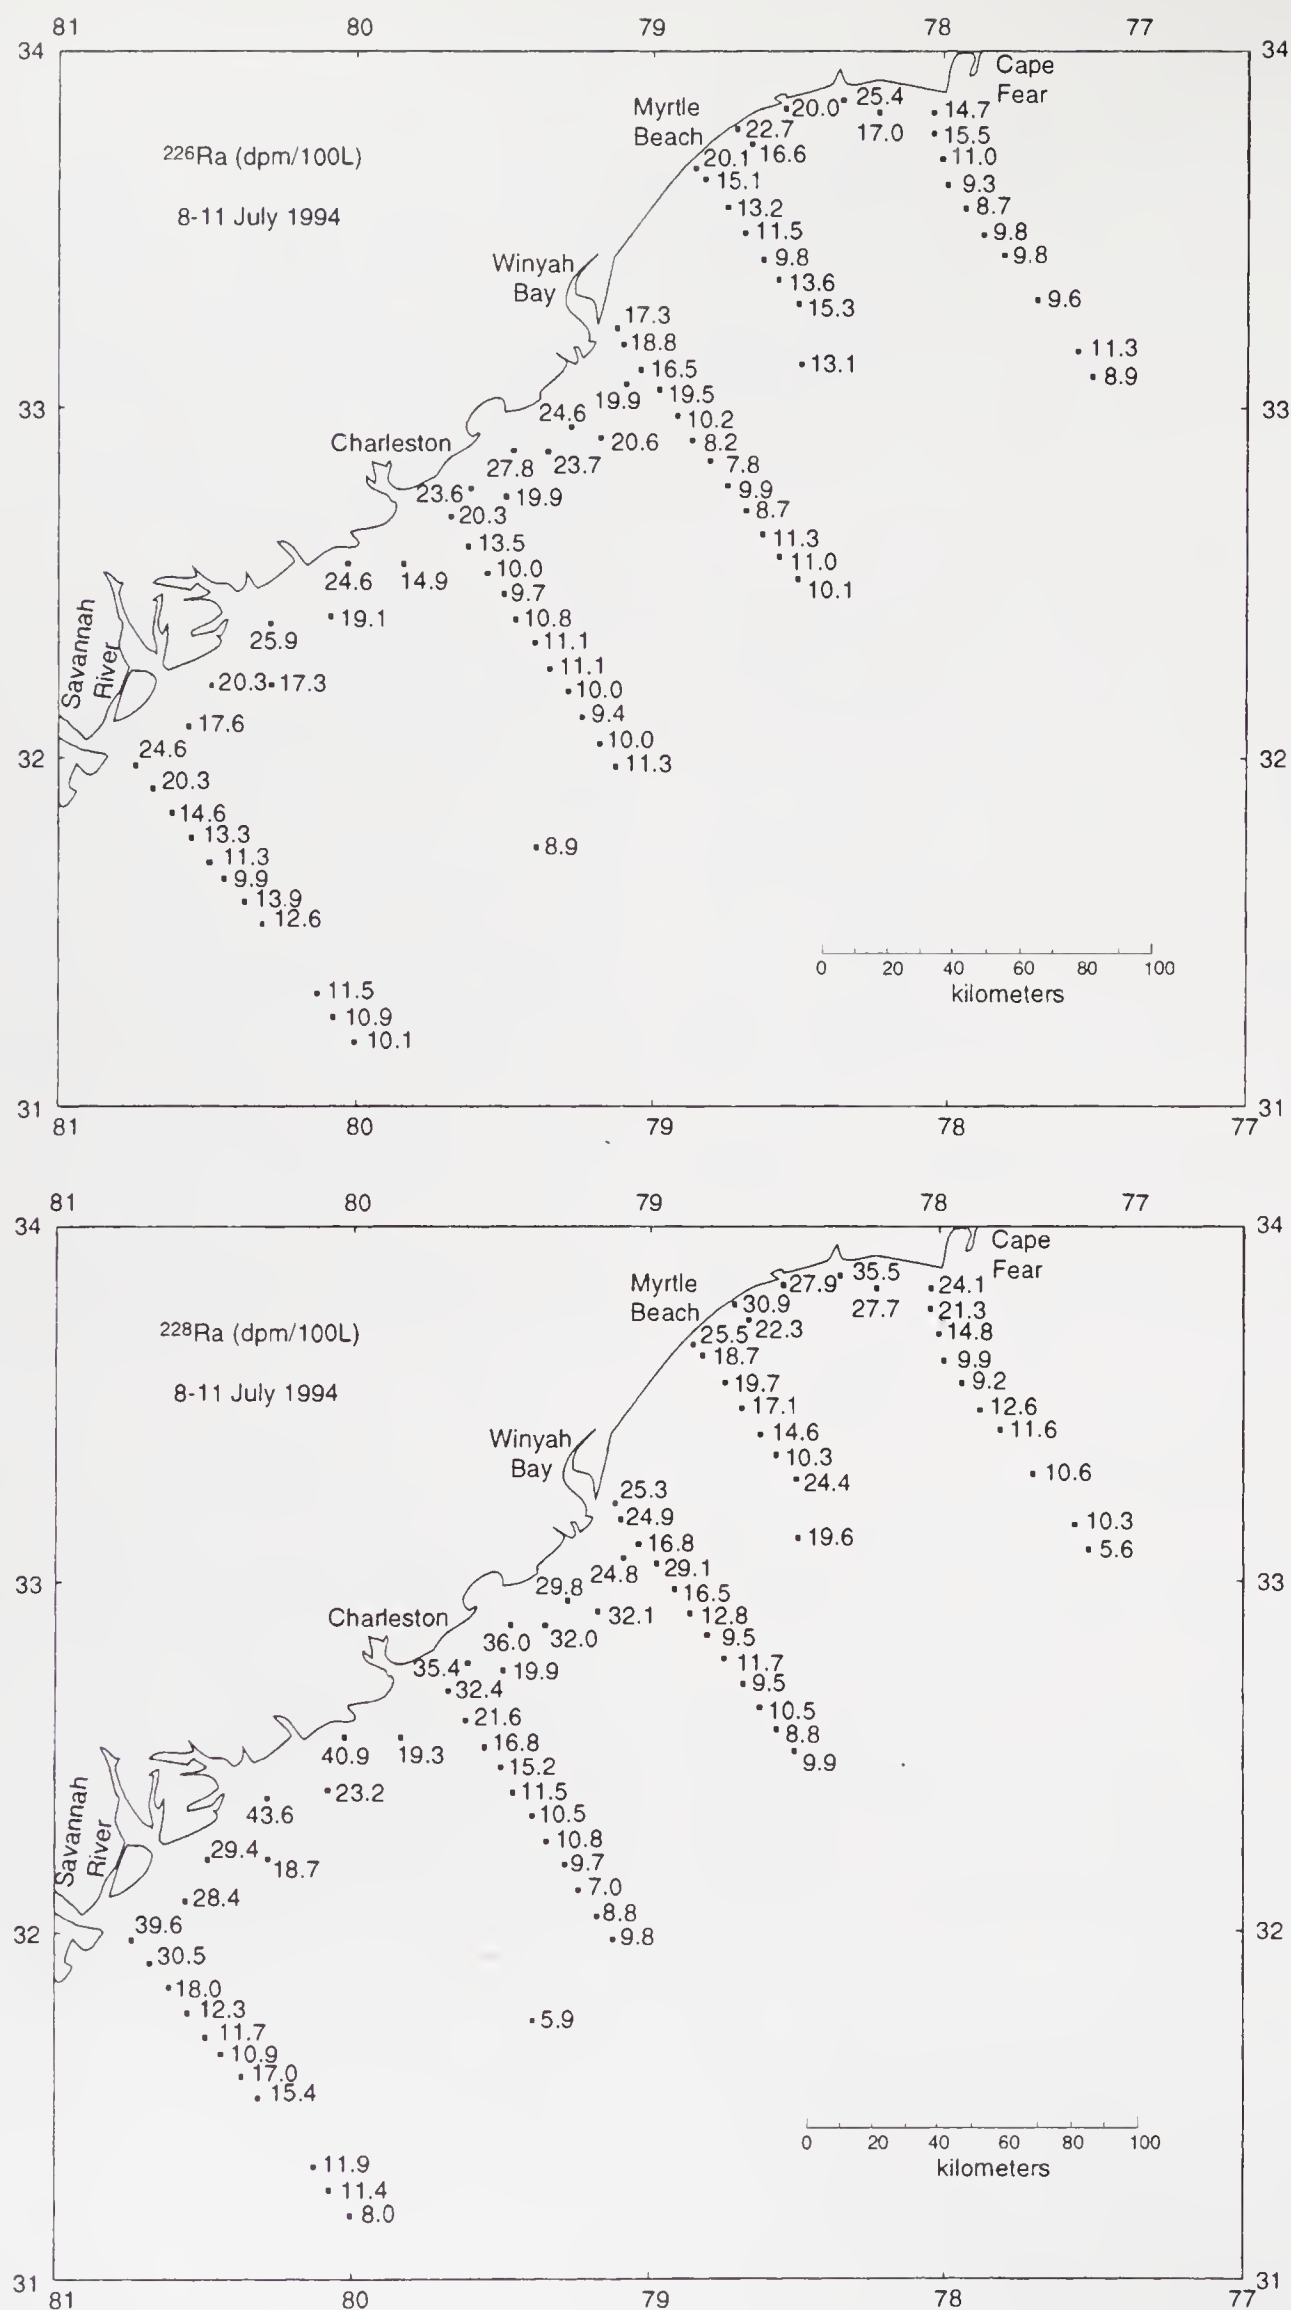 81 80 79 78 77
34 34
Cape
Fear
Myrtle
Beach
20.0 25.4 14.7
22.7 17.0 15.5
16.6 11.0
226Ra (dpm/100L)
20.1
15.1 9.3
8-11 July 1994
13.2 8.7
11.5 9.8
9.8 9.8
Winyah
Bay
13.6
15.3 9.6
17.3
18.8
13.1 11.3
16.5 8.9
19.9 19.5
33 33
24.6 10.2
Charleston
20.6 8.2
27.8 23.7 7.8
23.6 19.9 9.9
20.3 8.7
13.5 11.3
24.6 14.9 10.0 11.0
9.7 10.1
19.1 10.8
25.9 11.1
Savannah
River
11.1
20.3 17.3 10.0
17.6 9.4
24.6 10.0
32 32
20.3 11.3
14.6
13.3
11.3 8.9
9.9
13.9
12.6
0 20 40 60 80 100
kilometers
11.5
10.9
10.1
31 31
81 80 79 78 77
81 80 79 78 77
34 34
Cape
Fear
Myrtle
Beach
27.9 35.5 24.1
30.9 27.7 21.3
22.3 14.8
228Ra (dpm/100L)
25.5
18.7 9.9
8-11 July 1994
19.7 9.2
17.1 12.6
14.6 11.6
Winyah
Bay
10.3
24.4 10.6
25.3
24.9
19.6 10.3
16.8 5.6
24.8 29.1
33 33
29.8 16.5
Charleston
32.1 12.8
36.0 32.0 9.5
35.4 19.9 11.7
32.4 9.5
21.6 10.5
40.9 19.3 16.8 8.8
15.2 9.9
23.2 11.5
43.6 10.5
Savannah
River
10.8
29.4 18.7 9.7
28.4 7.0
39.6 8.8
32 32
30.5 9.8
18.0
12.3
11.7 5.9
10.9
17.0
15.4
0 20 40 60 80 100
kilometers
11.9
11.4
8.0
31 31
81 80 79 78 77